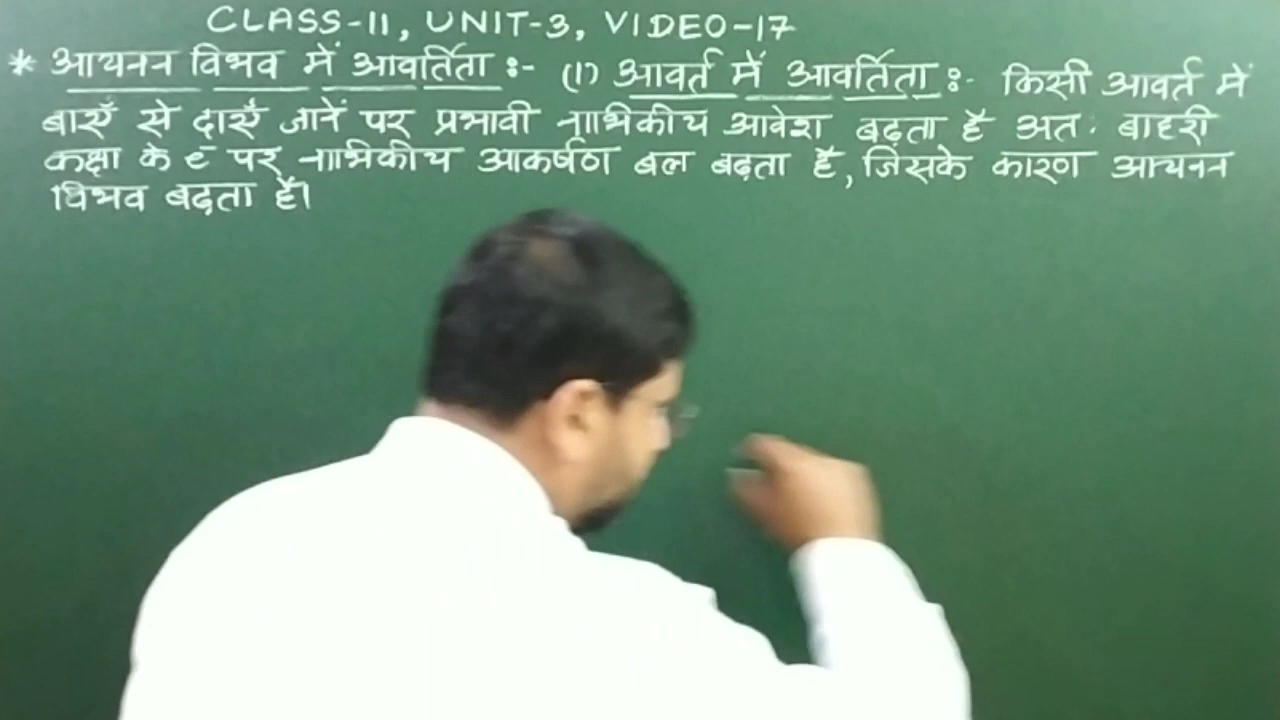 CLASS-11, UNIT-3, VIDEO-17
* आयनन विभव में आवर्तिता :- (1) आवर्त में आवर्तिता :- किसी आवर्त में
बाएँ से दाएँ जानें पर प्रभावी नाभिकीय आवेश बढ़ता है अतः बाहरी
कक्षा के e⁻ पर नाभिकीय आकर्षण बल बढ़ता है, जिसके कारण आयनन
विभव बढ़ता है।